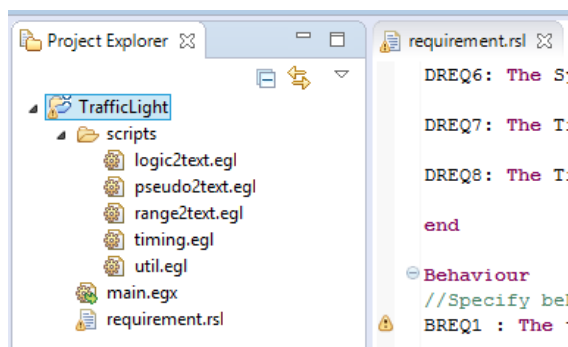 Project Explorer
TrafficLight
scripts
logic2text.egl
pseudo2text.egl
range2text.egl
timing.egl
util.egl
main.egx
requirement.rsl
requirement.rsl
DREQ6: The
DREQ7: The
DREQ8: The
end
Behaviour
//Specify
BREQ1 : The